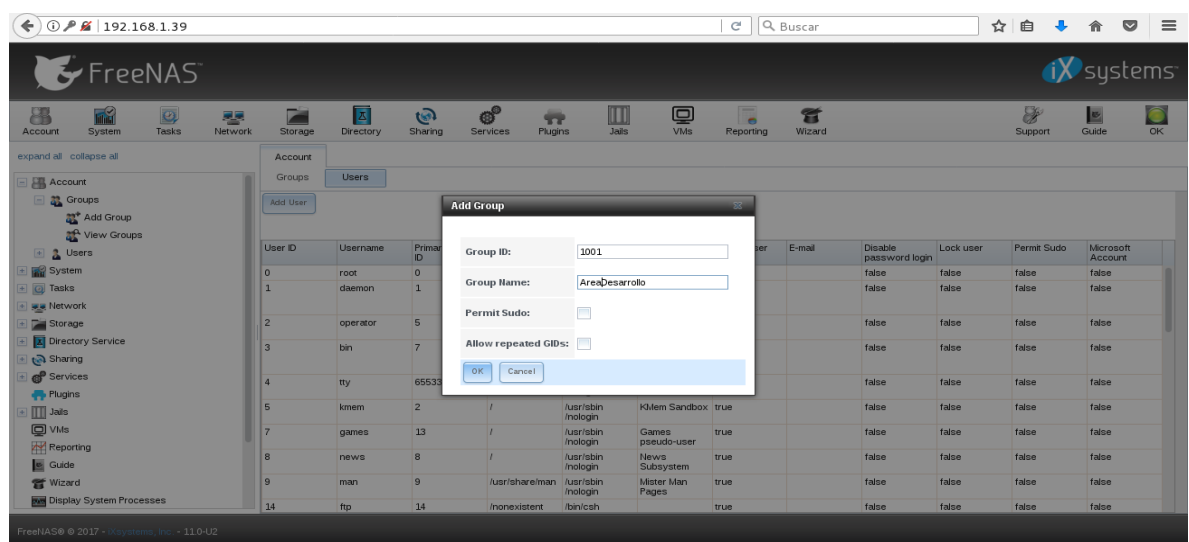 192.168.1.39
Buscar
FreeNAS™
iXsystems™
Account System Tasks Network Storage Directory Sharing Services Plugins Jails VMs Reporting Wizard Support Guide OK
expand all collapse all
Account
Groups
Add Group
View Groups
Users
System
Tasks
Network
Storage
Directory Service
Sharing
Services
Plugins
Jails
VMs
Reporting
Guide
Wizard
Display System Processes
Account
Groups Users
Add User
User ID Username E-mail Disable password login Lock user Permit Sudo Microsoft Account
0 root 0 false false false false
1 daemon 1 false false false false
2 operator 5 false false false false
3 bin 7 false false false false
4 tty 65533 false false false false
5 kmem 2 / /usr/sbin/nologin KMem Sandbox true false false false false
7 games 13 / /usr/sbin/nologin Games pseudo-user true false false false false
8 news 8 / /usr/sbin/nologin News Subsystem true false false false false
9 man 9 /usr/share/man /usr/sbin/nologin Mister Man Pages true false false false false
14 ftp 14 /nonexistent /bin/csh true false false false false
Add Group
Group ID: 1001
Group Name: AreaDesarrollo
Permit Sudo:
Allow repeated GIDs:
OK Cancel
FreeNAS® © 2017 - iXsystems, Inc. - 11.0-U2